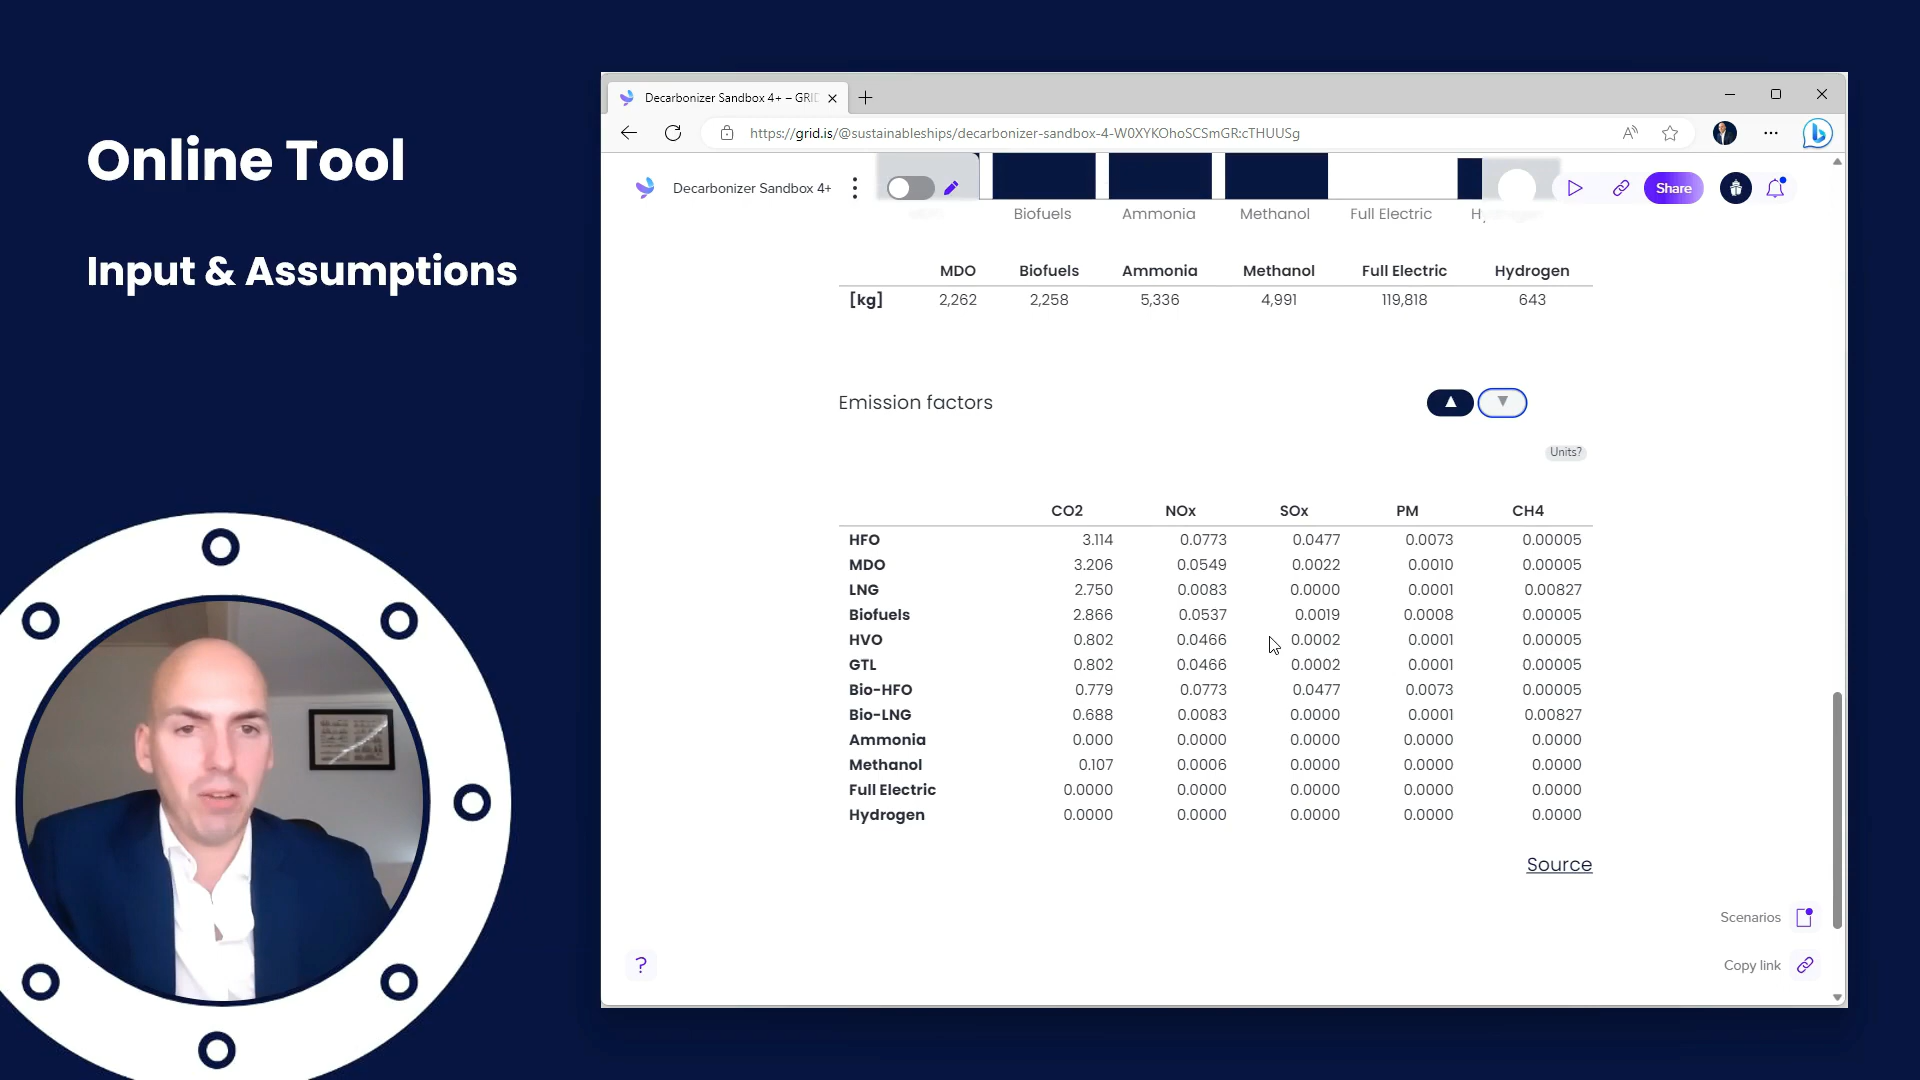 Online Tool
Input & Assumptions
Decarbonizer Sandbox 4+ – GRID
https://grid.is/@sustainableships/decarbonizer-sandbox-4-W0XYKOhoSCSmGR:cTHUUSg
Decarbonizer Sandbox 4+
Share
Biofuels Ammonia Methanol Full Electric
MDO Biofuels Ammonia Methanol Full Electric Hydrogen
[kg] 2,262 2,258 5,336 4,991 119,818 643
Emission factors
Units?
CO2 NOx SOx PM CH4
HFO 3.114 0.0773 0.0477 0.0073 0.00005
MDO 3.206 0.0549 0.0022 0.0010 0.00005
LNG 2.750 0.0083 0.0000 0.0001 0.00827
Biofuels 2.866 0.0537 0.0019 0.0008 0.00005
HVO 0.802 0.0466 0.0002 0.0001 0.00005
GTL 0.802 0.0466 0.0002 0.0001 0.00005
Bio-HFO 0.779 0.0773 0.0477 0.0073 0.00005
Bio-LNG 0.688 0.0083 0.0000 0.0001 0.00827
Ammonia 0.000 0.0000 0.0000 0.0000 0.0000
Methanol 0.107 0.0006 0.0000 0.0000 0.0000
Full Electric 0.0000 0.0000 0.0000 0.0000 0.0000
Hydrogen 0.0000 0.0000 0.0000 0.0000 0.0000
Source
Scenarios
Copy link
?